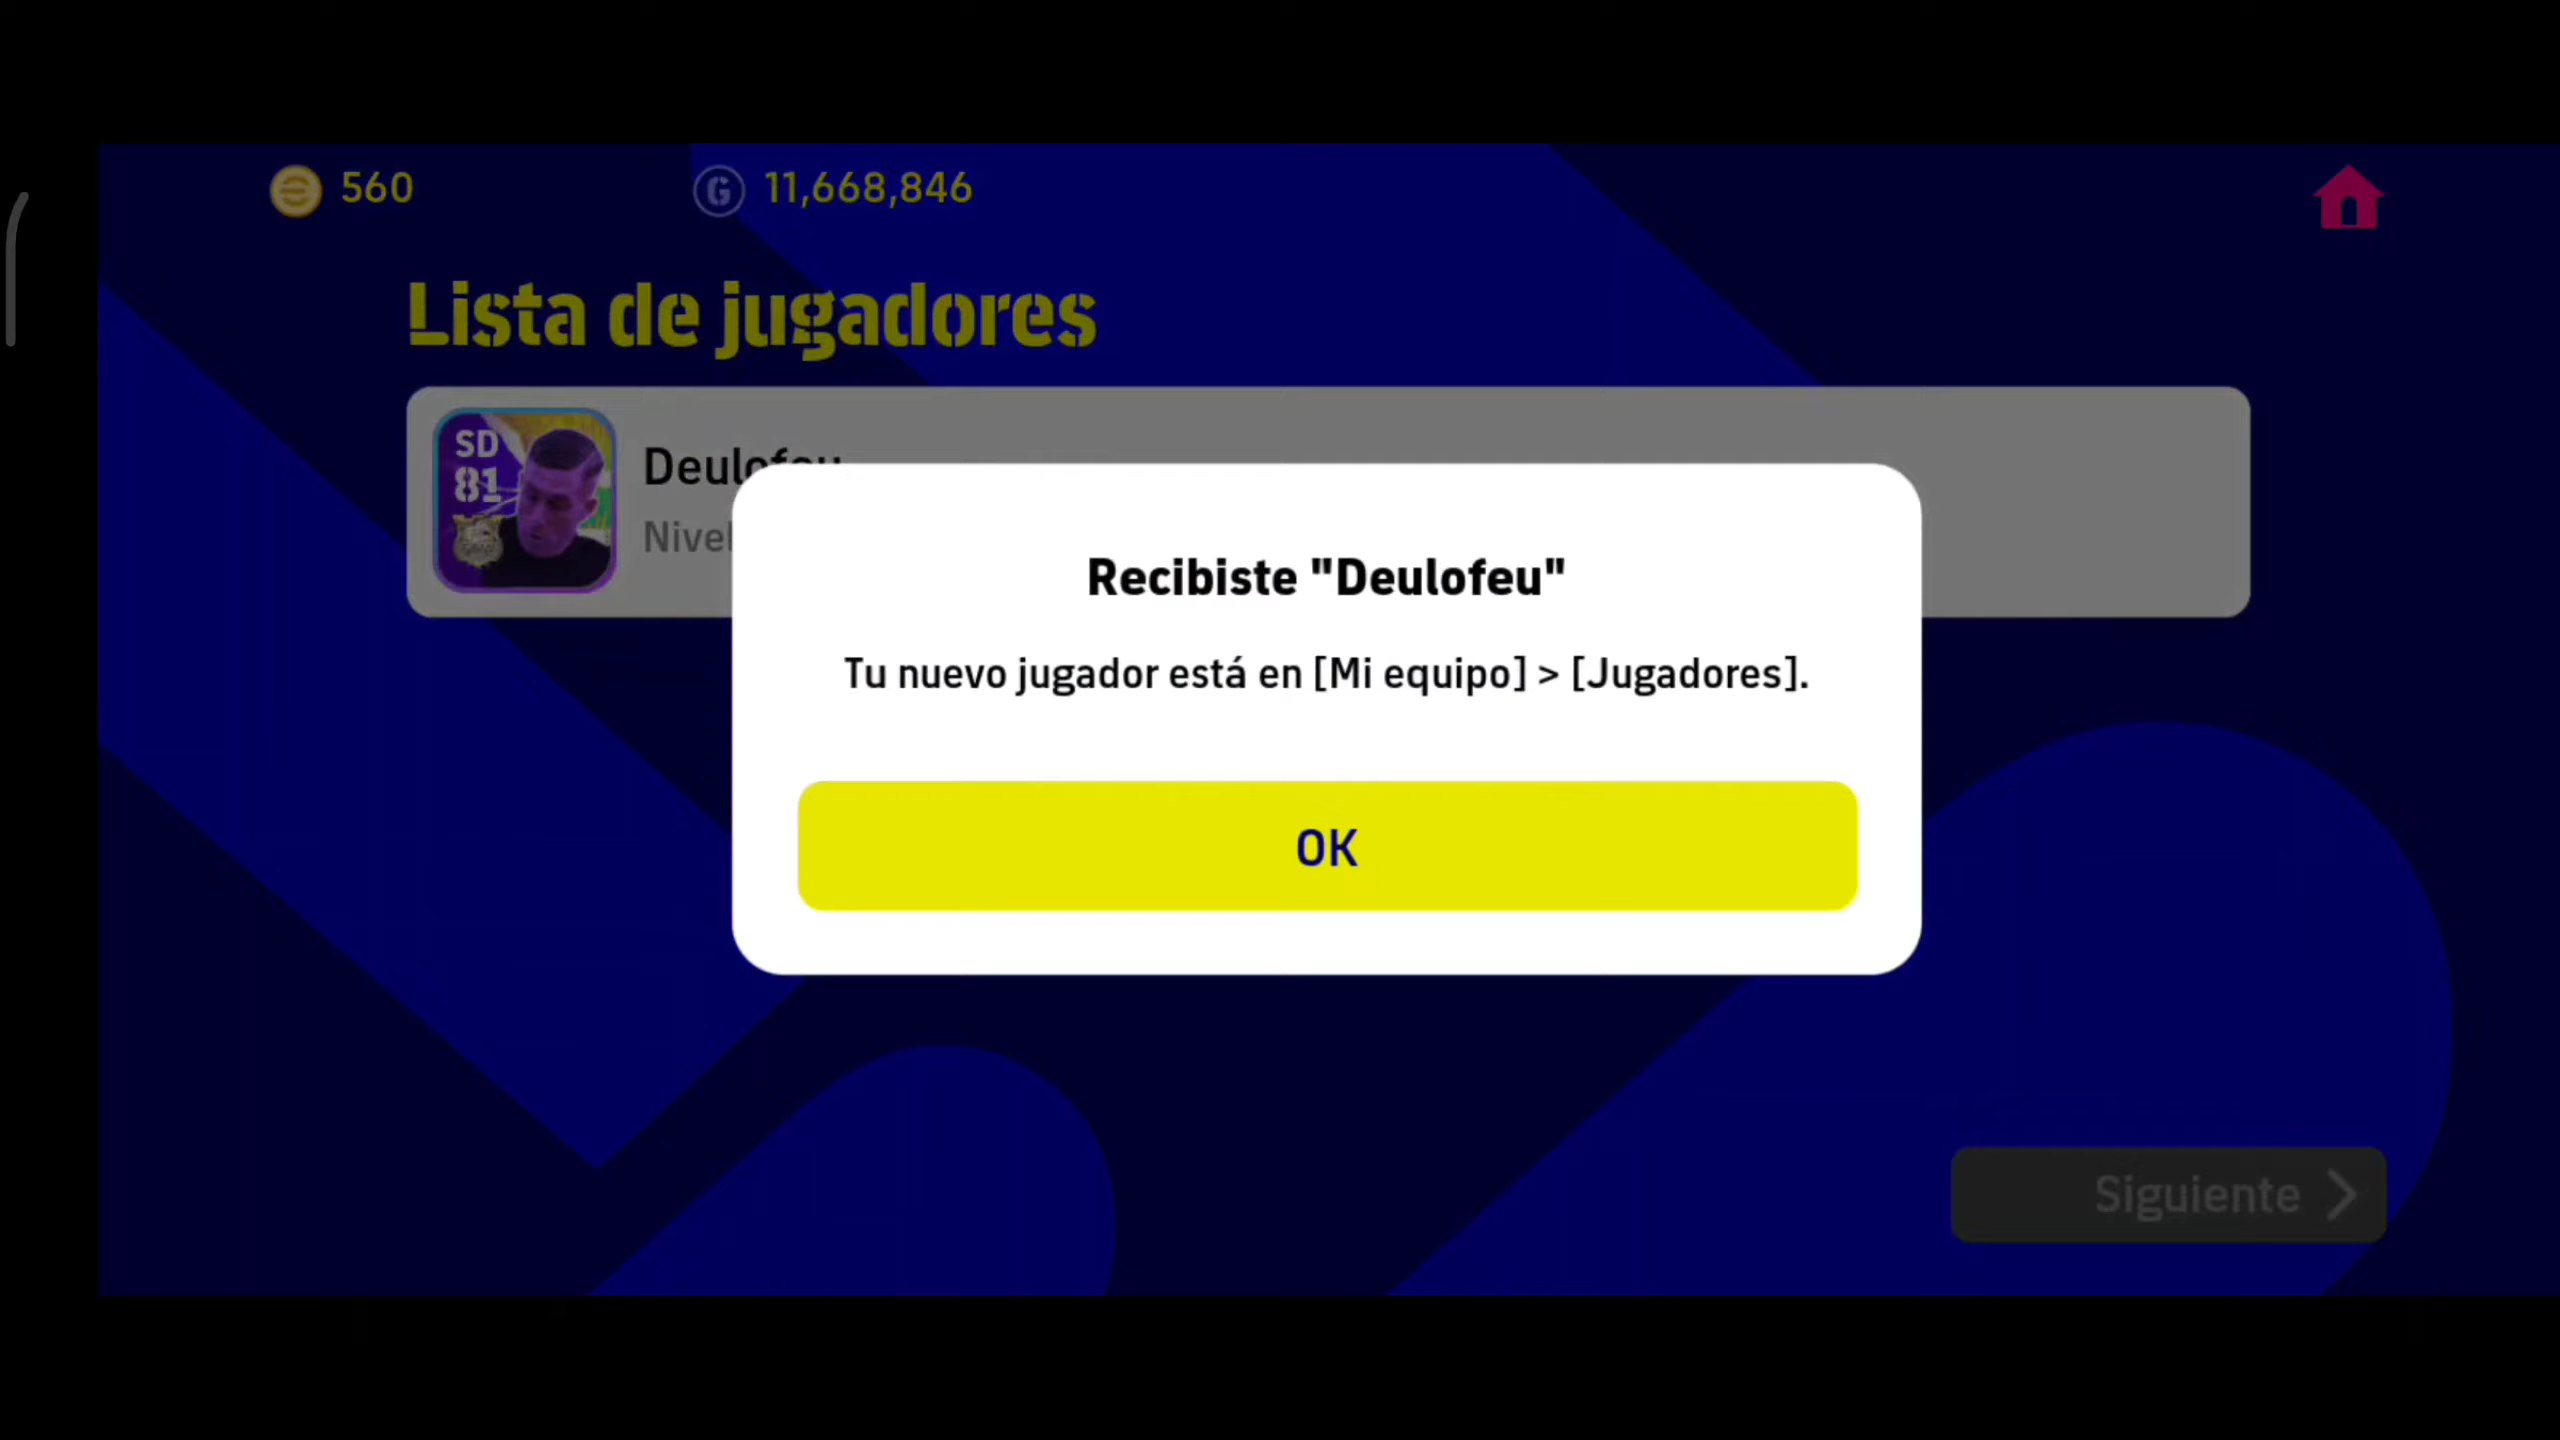 560
11,668,846
Lista de jugadores
SD
81
Recibiste "Deulofeu"
Tu nuevo jugador está en [Mi equipo] > [Jugadores].
OK
Siguiente